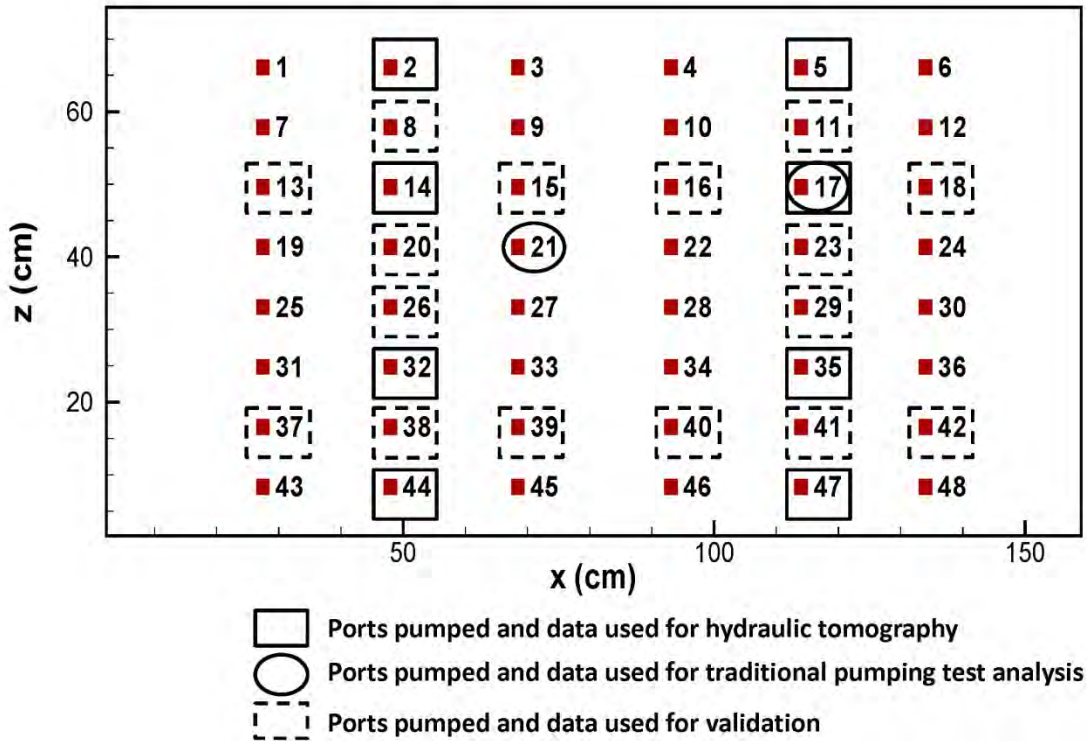 1 2 3 4 5 6
60
7 8 9 10 11 12
13 14 15 16 17 18
z (cm)
40
19 20 21 22 23 24
25 26 27 28 29 30
31 32 33 34 35 36
20
37 38 39 40 41 42
43 44 45 46 47 48
50 100 150
x (cm)
Ports pumped and data used for hydraulic tomography
Ports pumped and data used for traditional pumping test analysis
Ports pumped and data used for validation